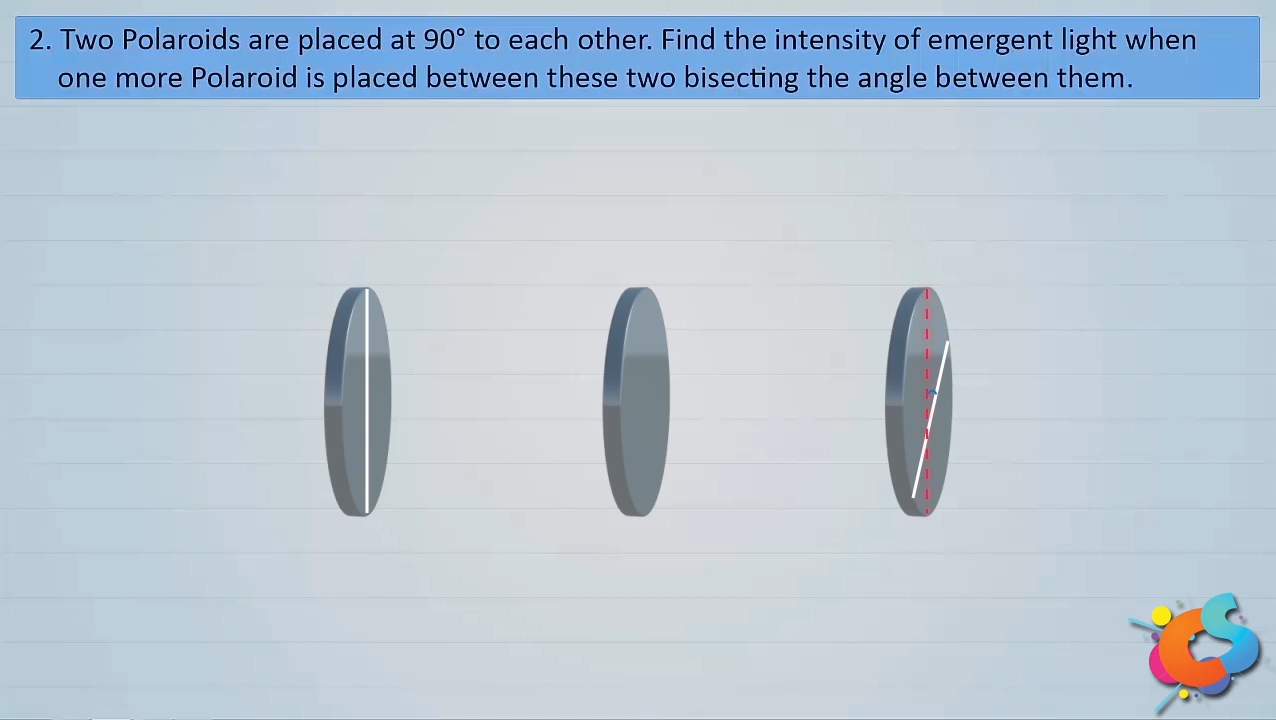 2. Two Polaroids are placed at 90° to each other. Find the intensity of emergent light when
one more Polaroid is placed between these two bisecting the angle between them.
CS